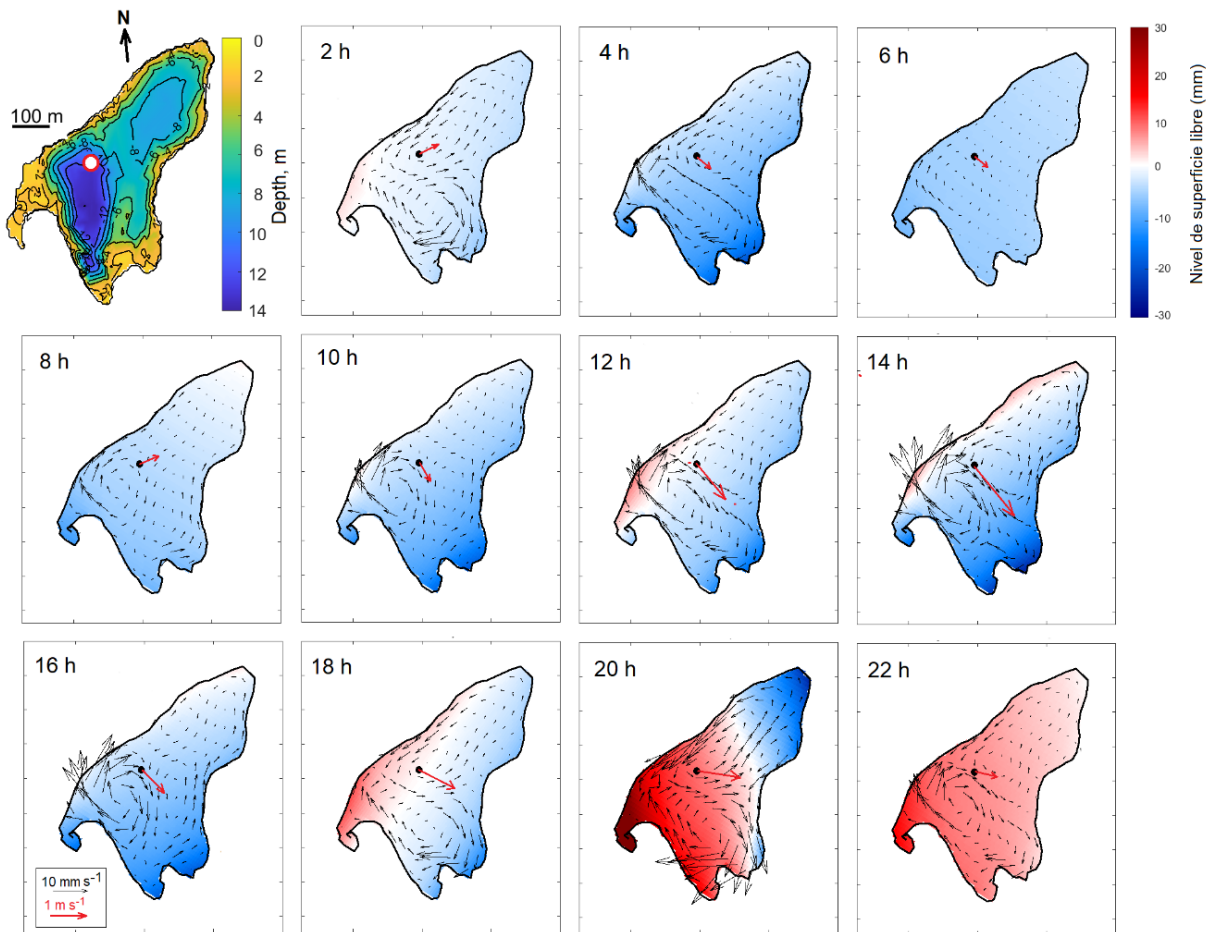 N
100 m
0
2
4
6
8
10
12
14
Depth, m
2 h
4 h
6 h
30
20
10
0
-10
-20
-30
Nivel de superficie libre (mm)
8 h
10 h
12 h
14 h
16 h
18 h
20 h
22 h
10 mm s⁻¹
1 m s⁻¹